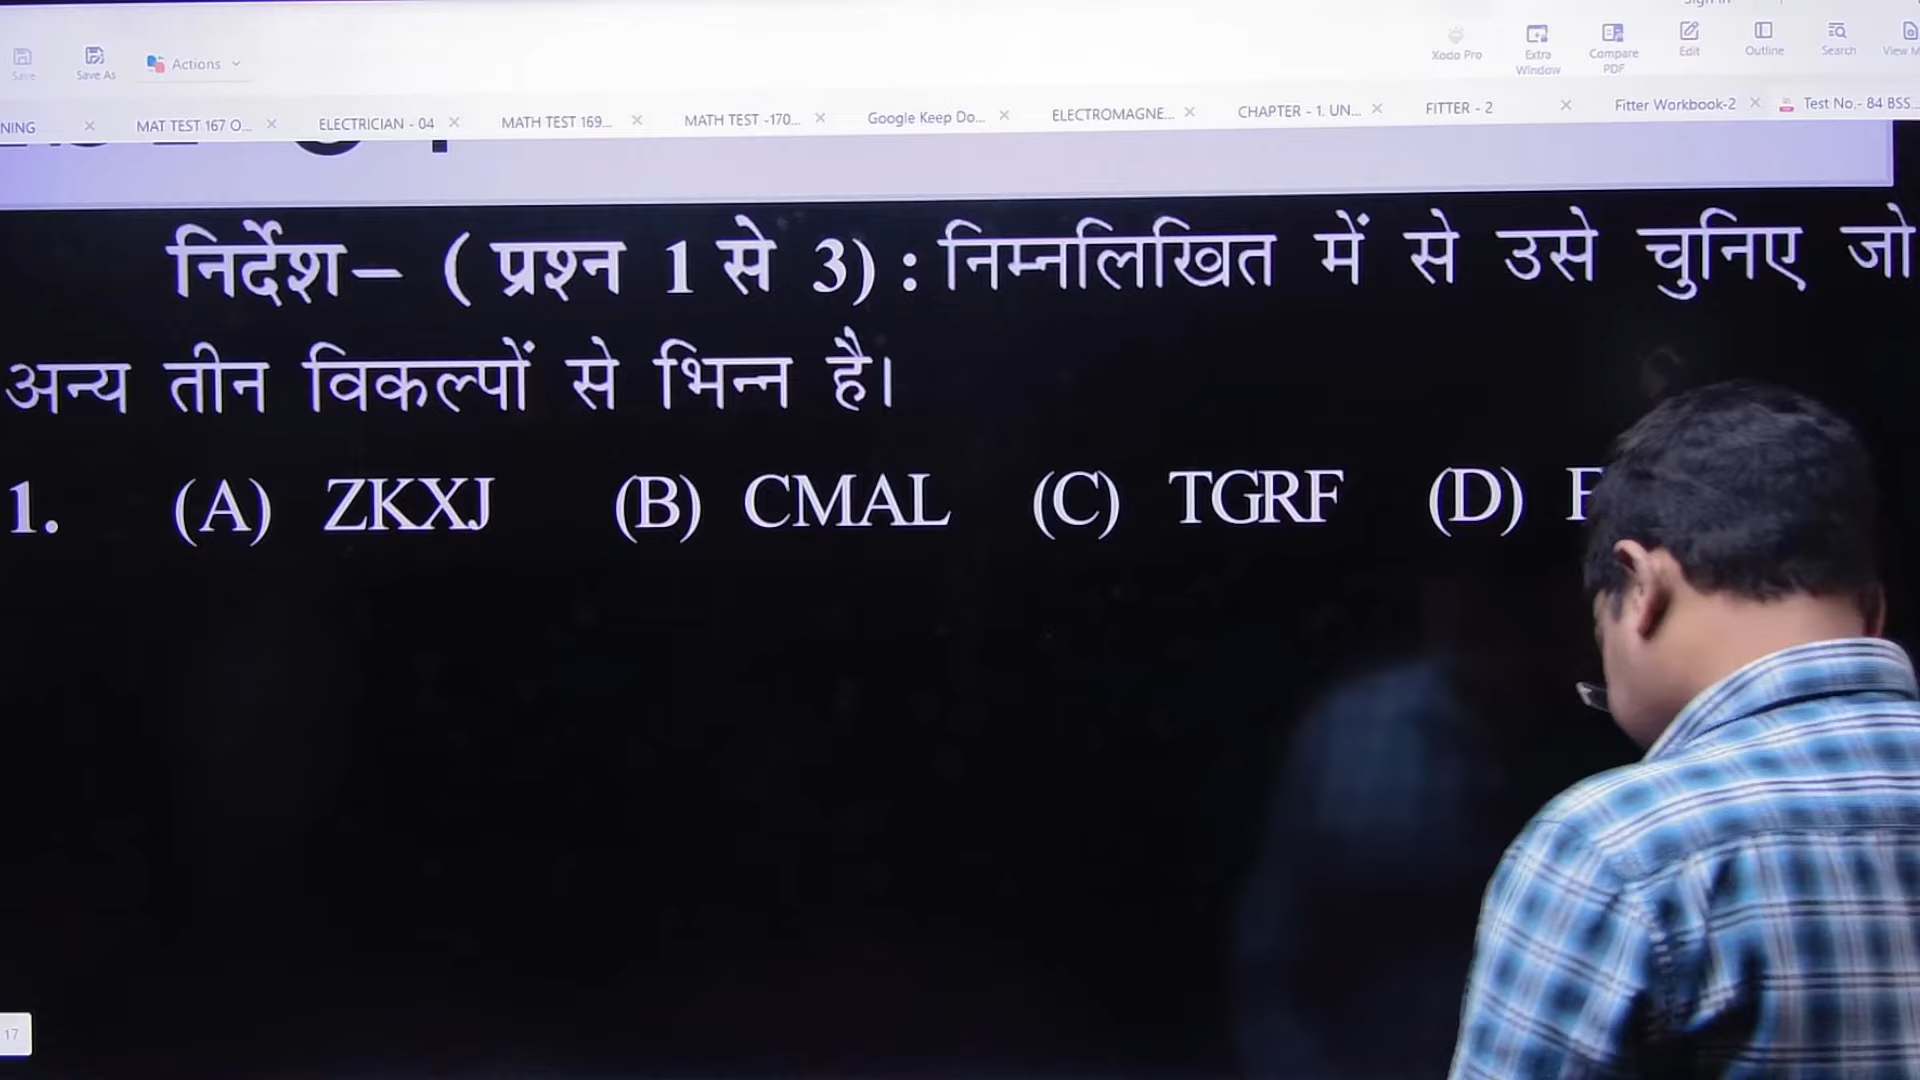 Save
Save As
Actions
Xodo Pro
Extra Window
Compare PDF
Edit
Outline
Search
View M
NING
MAT TEST 167 O...
ELECTRICIAN - 04
MATH TEST 169...
MATH TEST -170...
Google Keep Do...
ELECTROMAGNE...
CHAPTER - 1. UN...
FITTER - 2
Fitter Workbook-2
Test No.- 84 BSS...
निर्देश– ( प्रश्न 1 से 3) : निम्नलिखित में से उसे चुनिए जो
अन्य तीन विकल्पों से भिन्न है।
1. (A) ZKXJ (B) CMAL (C) TGRF (D)
17